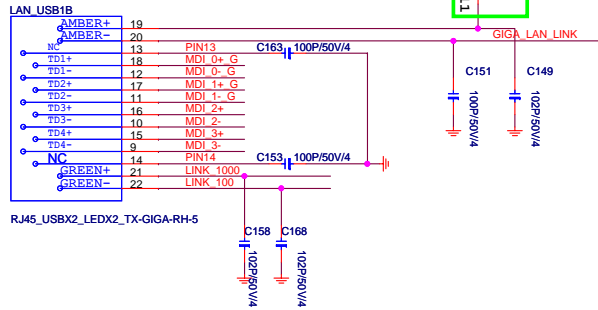 LAN_USB1B
AMBER+ 19
AMBER- 20 GIGA_LAN_LINK
NC 13 PIN13 C163 100P/50V/4
TD1+ 18 MDI_0+_G
TD1- 12 MDI_0-_G
TD2+ 17 MDI_1+_G
TD2- 11 MDI_1-_G
TD3+ 16 MDI_2+
TD3- 10 MDI_2-
TD4+ 15 MDI_3+
TD4- 9 MDI_3-
NC 14 PIN14 C153 100P/50V/4
GREEN+ 21 LINK_1000
GREEN- 22 LINK_100
RJ45_USBX2_LEDX2_TX-GIGA-RH-5
C151 100P/50V/4
C149 102P/50V/4
C158 102P/50V/4
C168 102P/50V/4